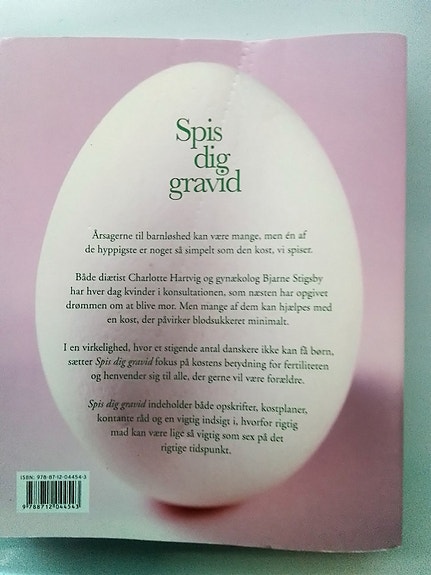 Spis
dig
gravid
Årsagerne til barnløshed kan være mange, men én af
de hyppigste er noget så simpelt som den kost, vi spiser.
Både diætist Charlotte Hartvig og gynækolog Bjarne Stigsby
har hver dag kvinder i konsultationen, som næsten har opgivet
drømmen om at blive mor. Men mange af dem kan hjælpes med
en kost, der påvirker blodsukkeret minimalt.
I en virkelighed, hvor et stigende antal danskere ikke kan få børn,
sætter Spis dig gravid fokus på kostens betydning for fertiliteten
og henvender sig til alle, der gerne vil være forældre.
Spis dig gravid indeholder både opskrifter, kostplaner,
kontante råd og en vigtig indsigt i, hvorfor rigtig
mad kan være lige så vigtig som sex på det
rigtige tidspunkt.
ISBN: 978-87-12-04454-3
9788712044543